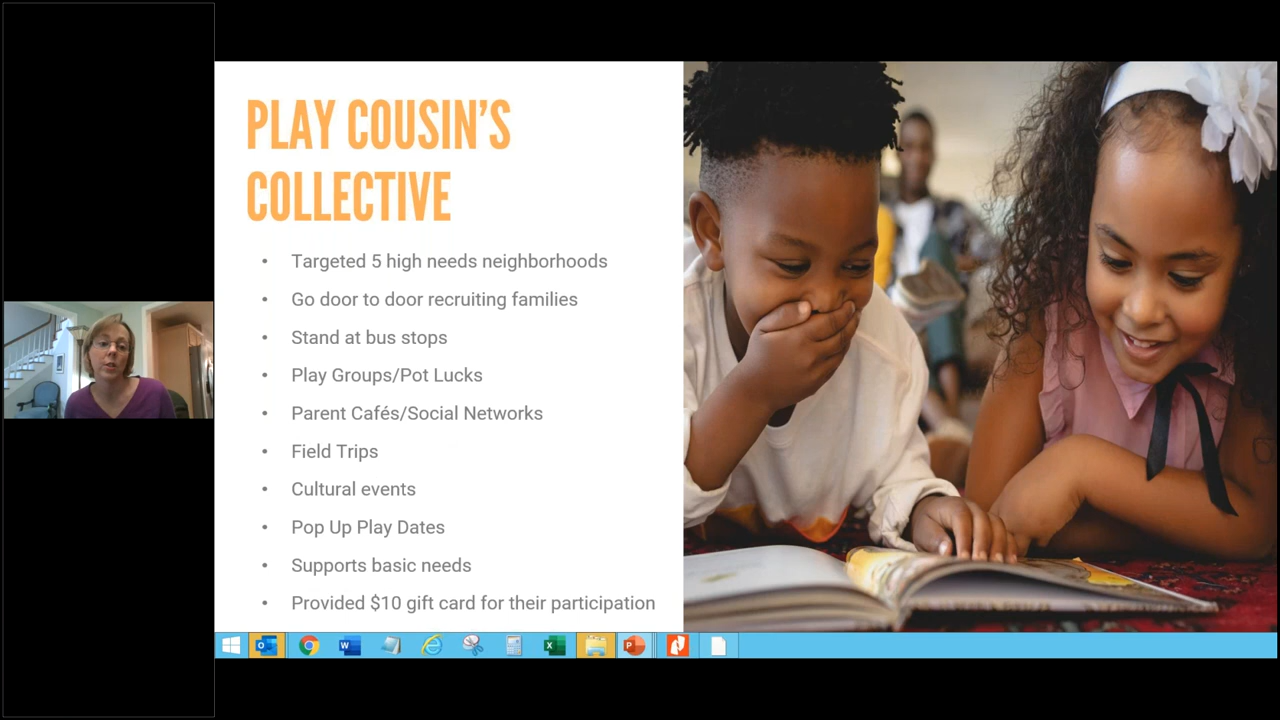 PLAY COUSIN’S
COLLECTIVE
• Targeted 5 high needs neighborhoods
• Go door to door recruiting families
• Stand at bus stops
• Play Groups/Pot Lucks
• Parent Cafés/Social Networks
• Field Trips
• Cultural events
• Pop Up Play Dates
• Supports basic needs
• Provided $10 gift card for their participation